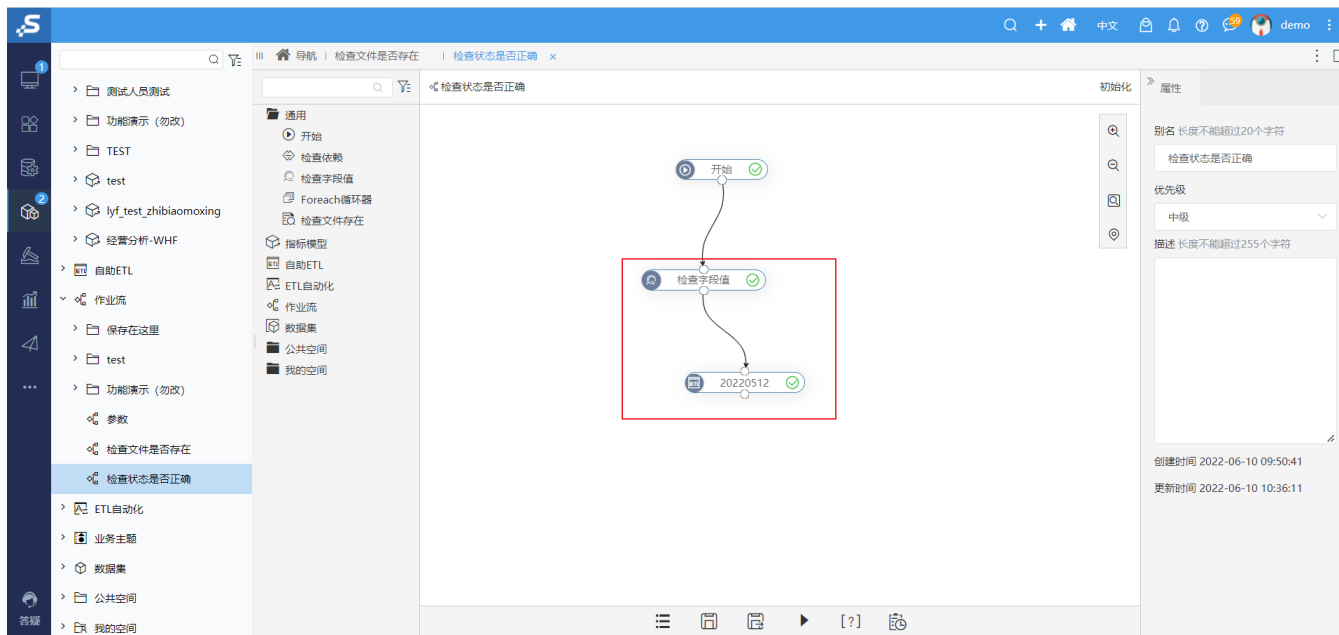 S
59
中文
demo
1
2
答疑
测试人员测试
功能演示（勿改）
TEST
test
lyf_test_zhibiaomoxing
经营分析-WHF
自助ETL
作业流
保存在这里
test
功能演示（勿改）
参数
检查文件是否存在
检查状态是否正确
ETL自动化
业务主题
数据集
公共空间
我的空间
导航
检查文件是否存在
检查状态是否正确
通用
开始
检查依赖
检查字段值
Foreach循环器
检查文件存在
指标模型
自助ETL
ETL自动化
作业流
数据集
公共空间
我的空间
检查状态是否正确
初始化
开始
检查字段值
20220512
[?]
属性
别名 长度不能超过20个字符
检查状态是否正确
优先级
中级
描述 长度不能超过255个字符
创建时间 2022-06-10 09:50:41
更新时间 2022-06-10 10:36:11